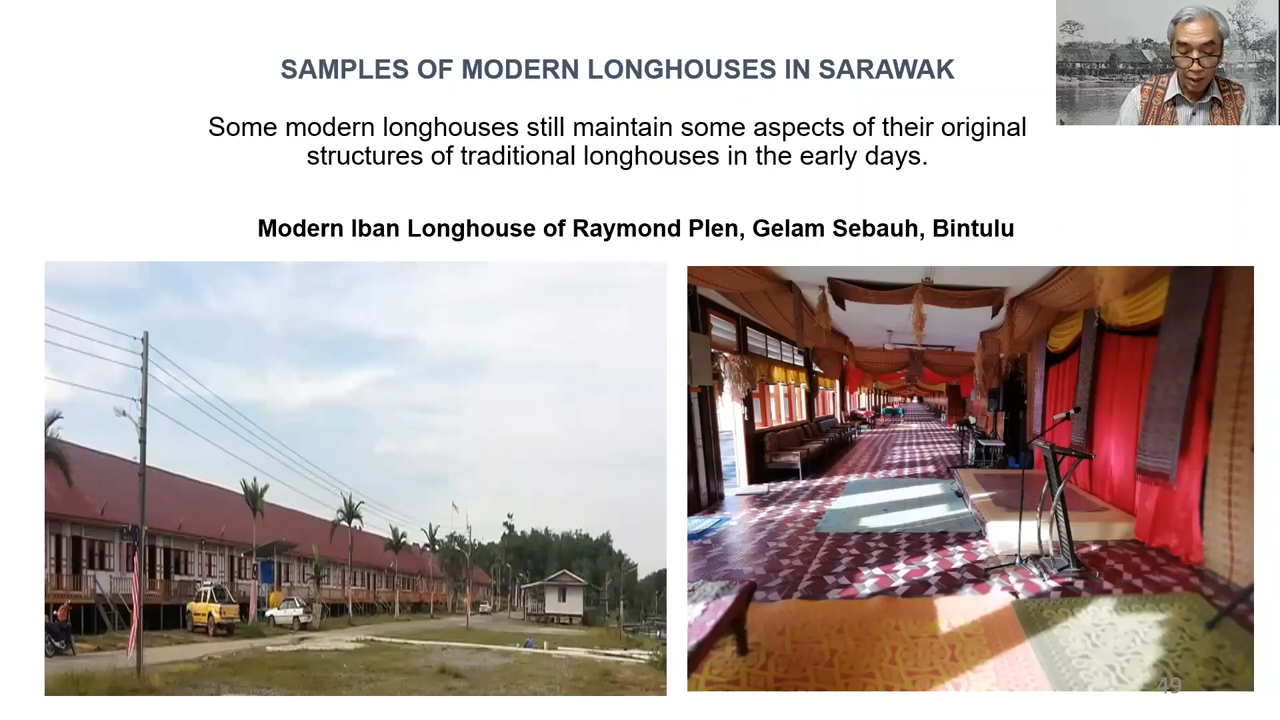 SAMPLES OF MODERN LONGHOUSES IN SARAWAK
Some modern longhouses still maintain some aspects of their original
structures of traditional longhouses in the early days.
Modern Iban Longhouse of Raymond Plen, Gelam Sebauh, Bintulu
49